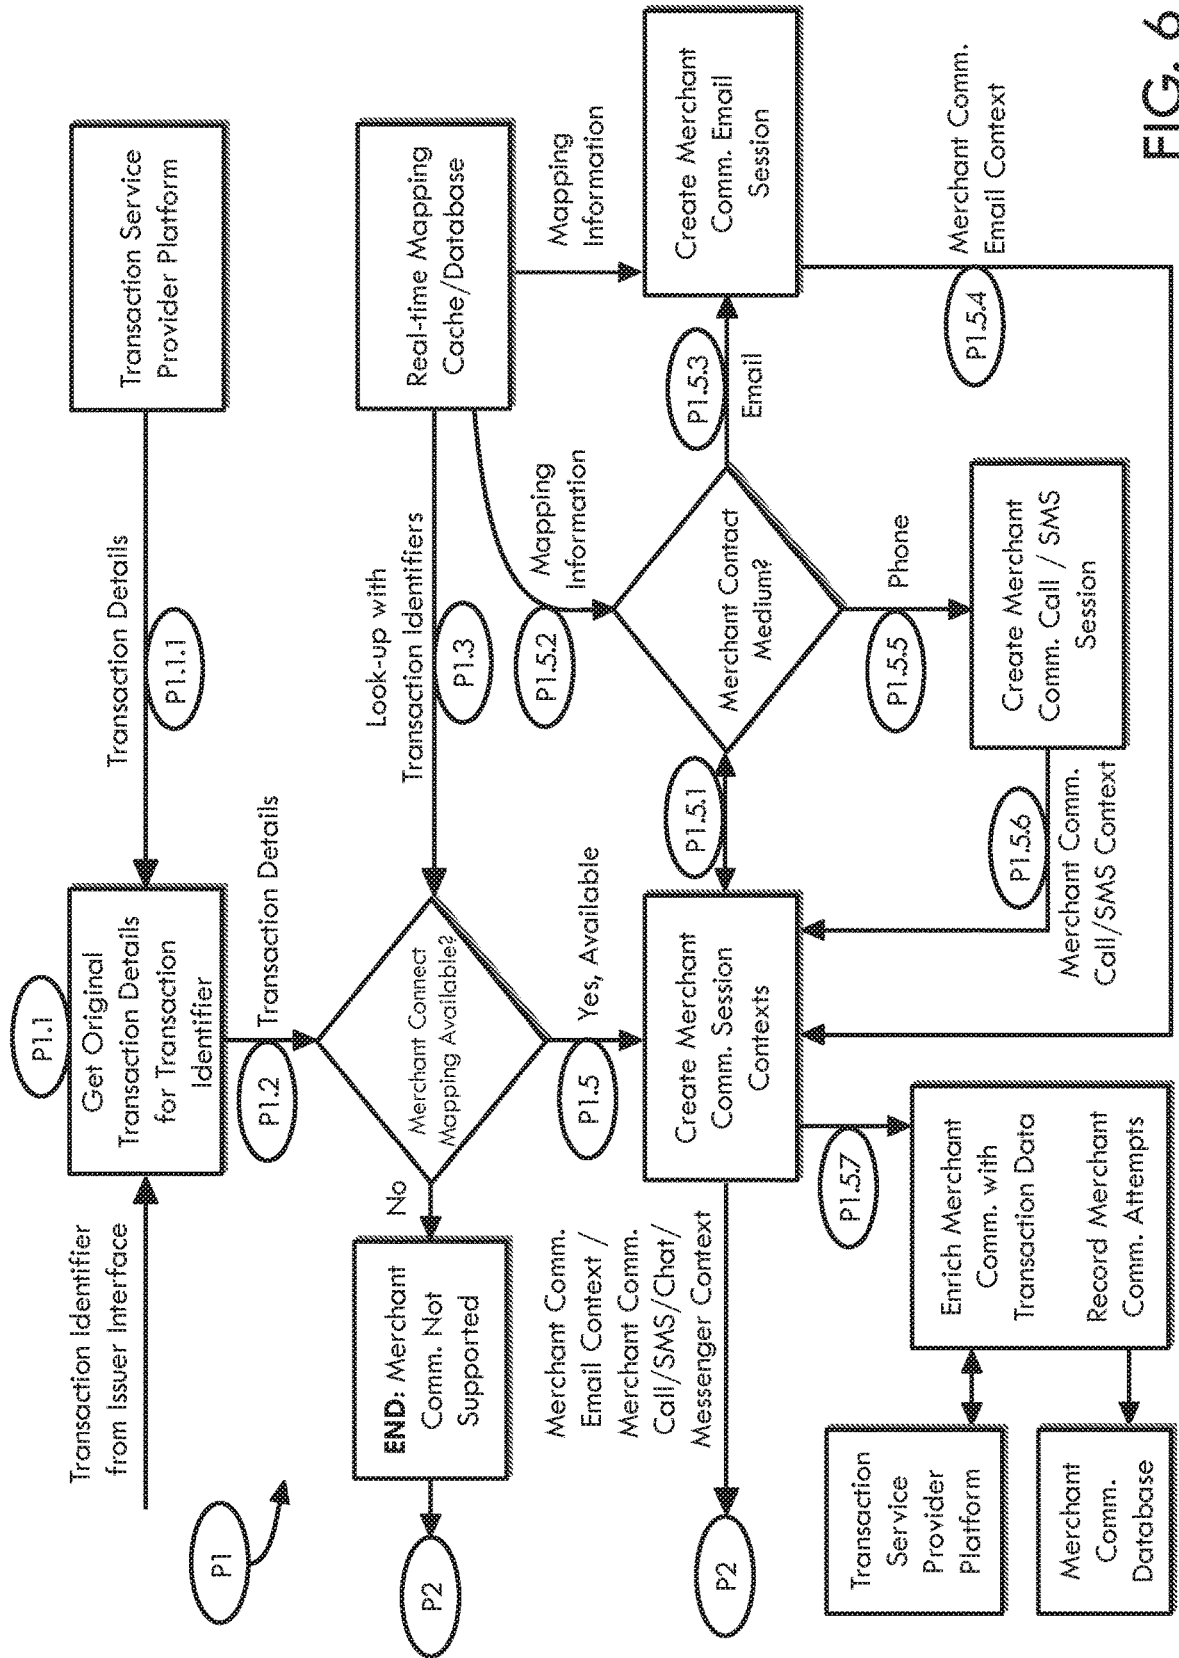 P1
Transaction Identifier
from Issuer Interface
P1.1
Get Original
Transaction Details
for Transaction
Identifier
Transaction Details
P1.1.1
Transaction Service
Provider Platform
P1.2
Transaction Details
P2
END: Merchant
Comm. Not
Supported
No
Merchant Connect
Mapping Available?
Look-up with
Transaction Identifiers
P1.3
Real-time Mapping
Cache/Database
P1.5
Yes, Available
P1.5.2
Mapping
Information
Mapping
Information
P2
Merchant Comm.
Email Context /
Merchant Comm.
Call/SMS/Chat/
Messenger Context
Create Merchant
Comm. Session
Contexts
P1.5.1
Merchant Contact
Medium?
P1.5.3
Email
Create Merchant
Comm. Email
Session
P1.5.7
P1.5.6
Merchant Comm.
Call/SMS Context
P1.5.5
Phone
P1.5.4
Merchant Comm.
Email Context
Transaction
Service
Provider
Platform
Enrich Merchant
Comm. with
Transaction Data
Record Merchant
Comm. Attempts
Create Merchant
Comm. Call / SMS
Session
Merchant
Comm.
Database
FIG. 6